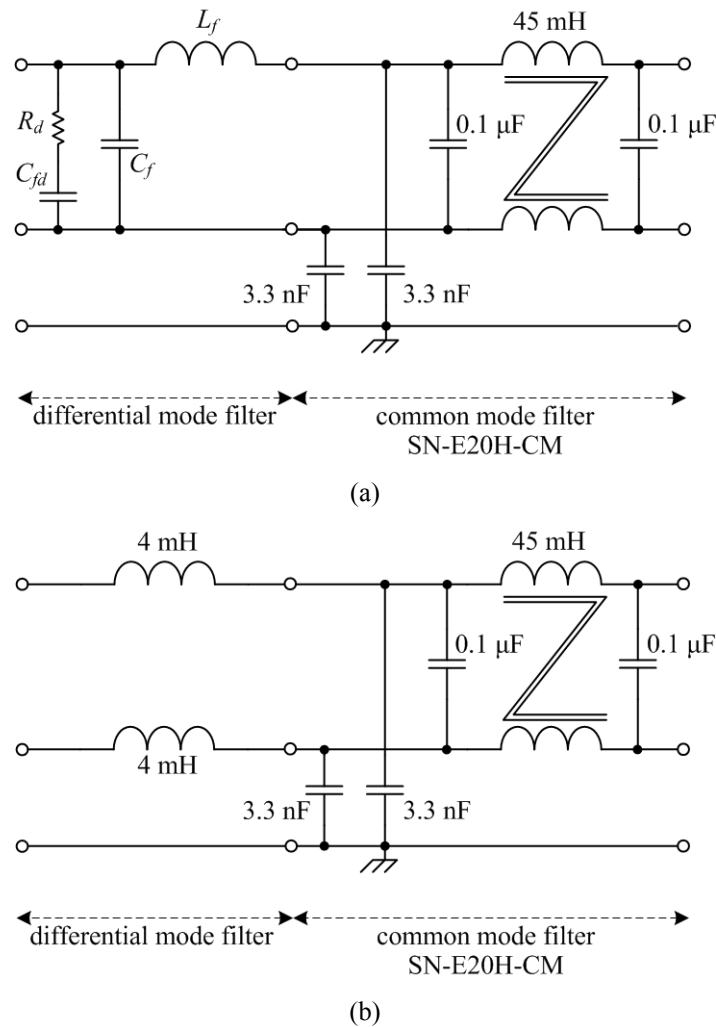 L_f
45 mH
R_d
C_fd
C_f
0.1 μF
0.1 μF
3.3 nF
3.3 nF
differential mode filter
common mode filter
SN-E20H-CM
(a)
4 mH
45 mH
0.1 μF
0.1 μF
4 mH
3.3 nF
3.3 nF
differential mode filter
common mode filter
SN-E20H-CM
(b)